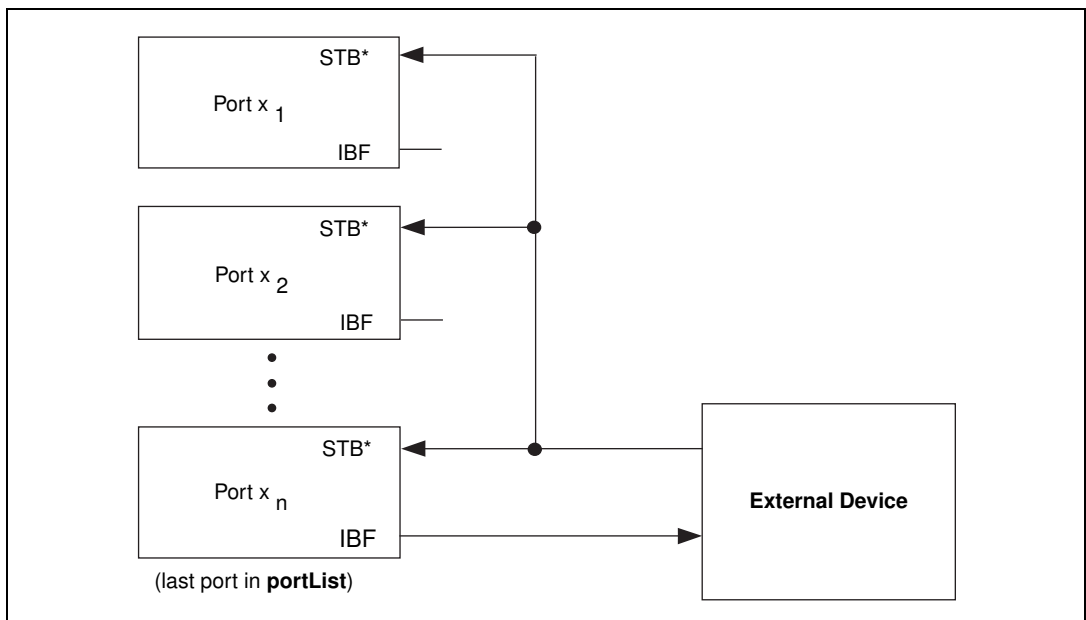 STB*
Port x 1
IBF
STB*
Port x 2
IBF
STB*
Port x n
External Device
IBF
(last port in portList)